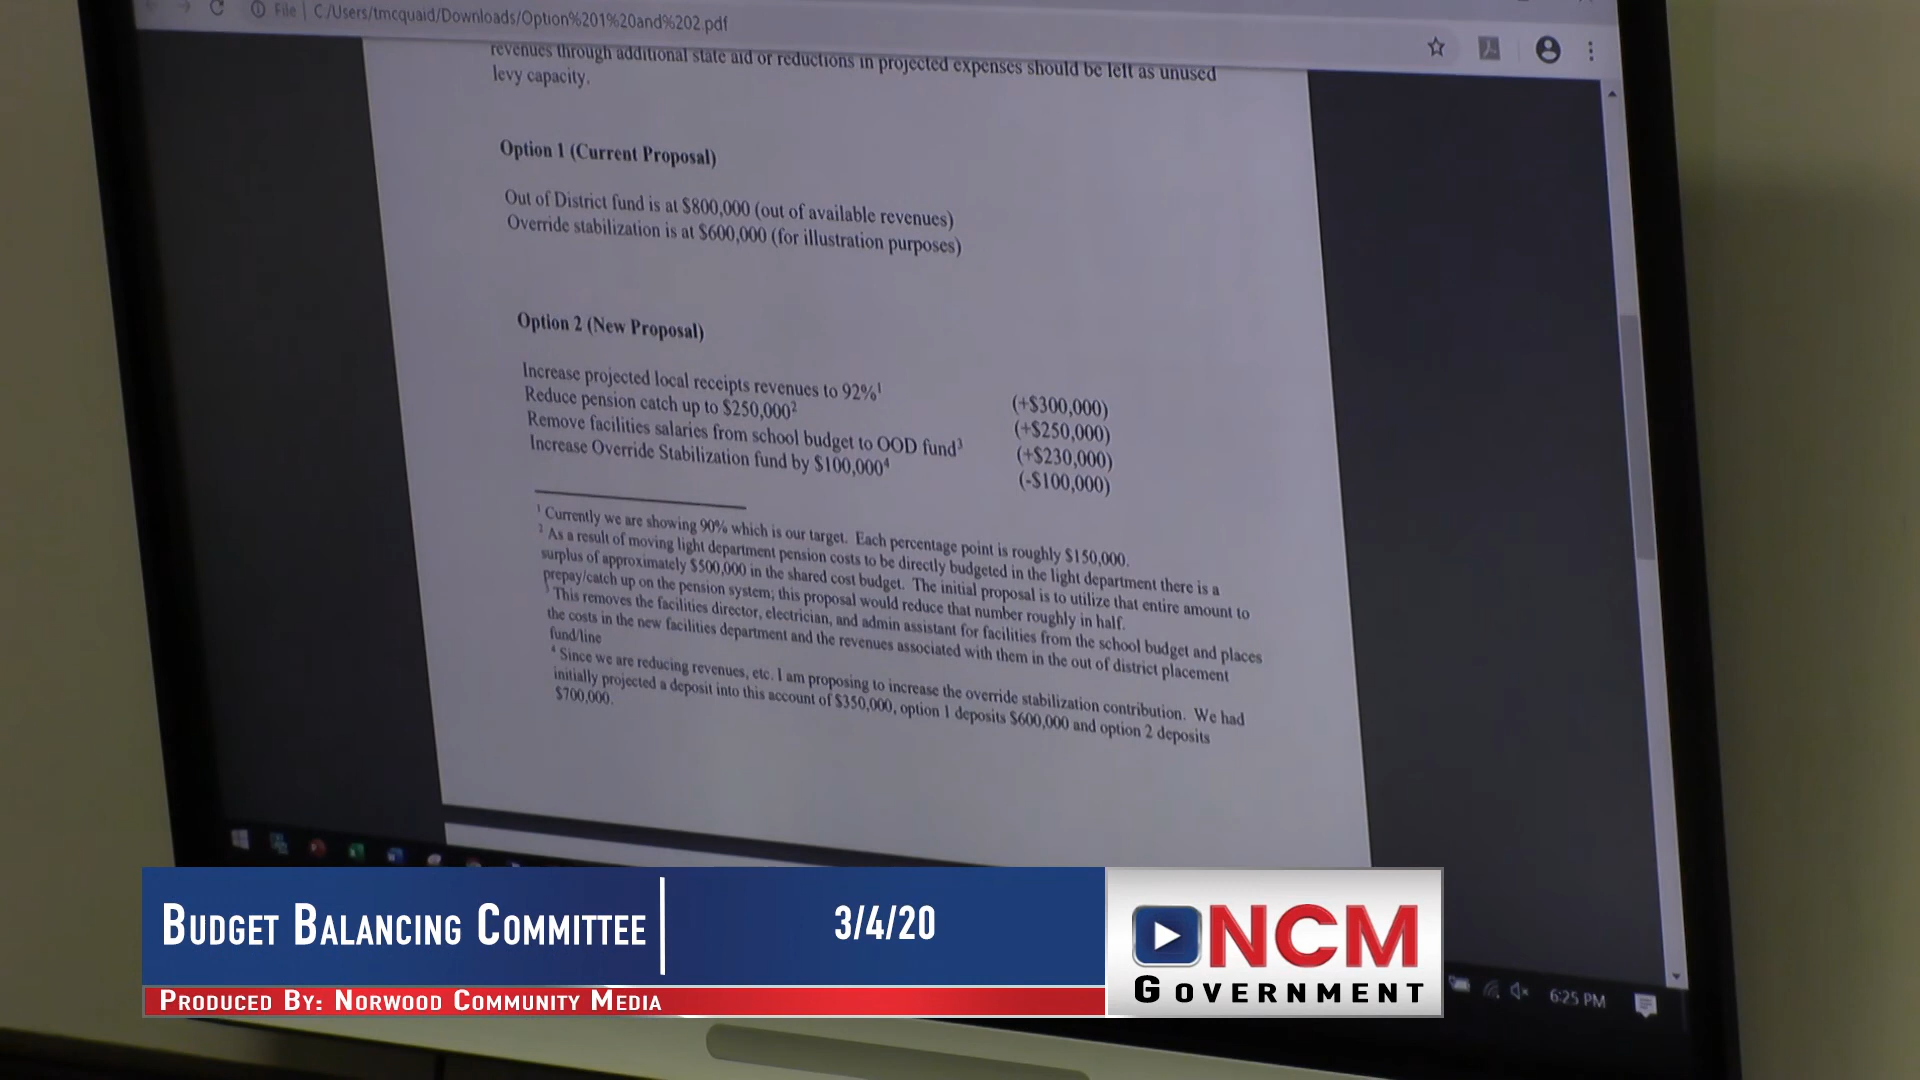 File | C:/Users/tmcquaid/Downloads/Option%201%20and%202.pdf
revenues through additional state aid or reductions in projected expenses should be left as unused
levy capacity.
Option 1 (Current Proposal)
Out of District fund is at $800,000 (out of available revenues)
Override stabilization is at $600,000 (for illustration purposes)
Option 2 (New Proposal)
Increase projected local receipts revenues to 92%¹ (+$300,000)
Reduce pension catch up to $250,000² (+$250,000)
Remove facilities salaries from school budget to OOD fund³ (+$230,000)
Increase Override Stabilization fund by $100,000⁴ (-$100,000)
¹ Currently we are showing 90% which is our target. Each percentage point is roughly $150,000.
² As a result of moving light department pension costs to be directly budgeted in the light department there is a
surplus of approximately $500,000 in the shared cost budget. The initial proposal is to utilize that entire amount to
prepay/catch up on the pension system; this proposal would reduce that number roughly in half.
³ This removes the facilities director, electrician, and admin assistant for facilities from the school budget and places
the costs in the new facilities department and the revenues associated with them in the out of district placement
fund/line
⁴ Since we are reducing revenues, etc. I am proposing to increase the override stabilization contribution. We had
initially projected a deposit into this account of $350,000, option 1 deposits $600,000 and option 2 deposits
$700,000.
6:25 PM
Budget Balancing Committee
3/4/20
NCM
Government
Produced By: Norwood Community Media